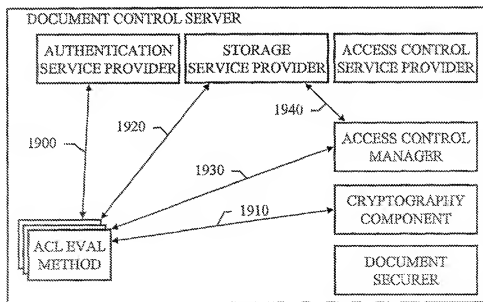 DOCUMENT CONTROL SERVER
AUTHENTICATION
SERVICE PROVIDER
STORAGE
SERVICE PROVIDER
ACCESS CONTROL
SERVICE PROVIDER
1900
1920
1940
ACCESS CONTROL
MANAGER
1930
1910
CRYPTOGRAPHY
COMPONENT
ACL EVAL
METHOD
DOCUMENT
SECURER